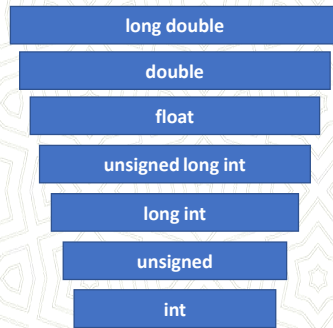 long double
double
float
unsigned long int
long int
unsigned
int